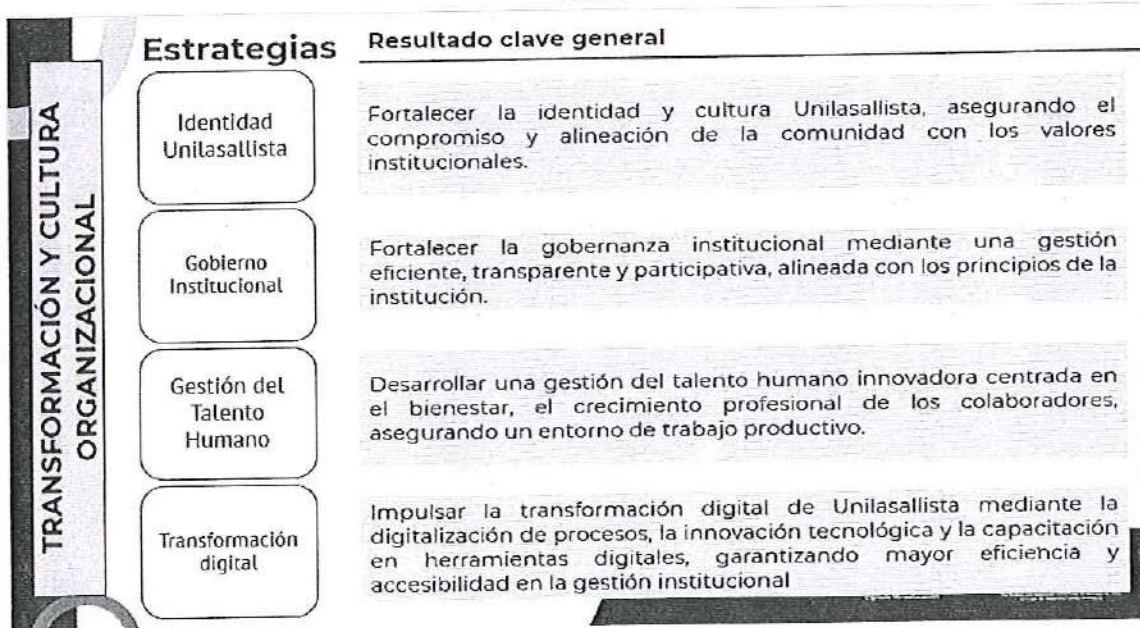 TRANSFORMACIÓN Y CULTURA
ORGANIZACIONAL
Estrategias
Resultado clave general
Identidad
Unilasallista
Fortalecer la identidad y cultura Unilasallista, asegurando el
compromiso y alineación de la comunidad con los valores
institucionales.
Gobierno
Institucional
Fortalecer la gobernanza institucional mediante una gestión
eficiente, transparente y participativa, alineada con los principios de la
institución.
Gestión del
Talento
Humano
Desarrollar una gestión del talento humano innovadora centrada en
el bienestar, el crecimiento profesional de los colaboradores,
asegurando un entorno de trabajo productivo.
Transformación
digital
Impulsar la transformación digital de Unilasallista mediante la
digitalización de procesos, la innovación tecnológica y la capacitación
en herramientas digitales, garantizando mayor eficiencia y
accesibilidad en la gestión institucional